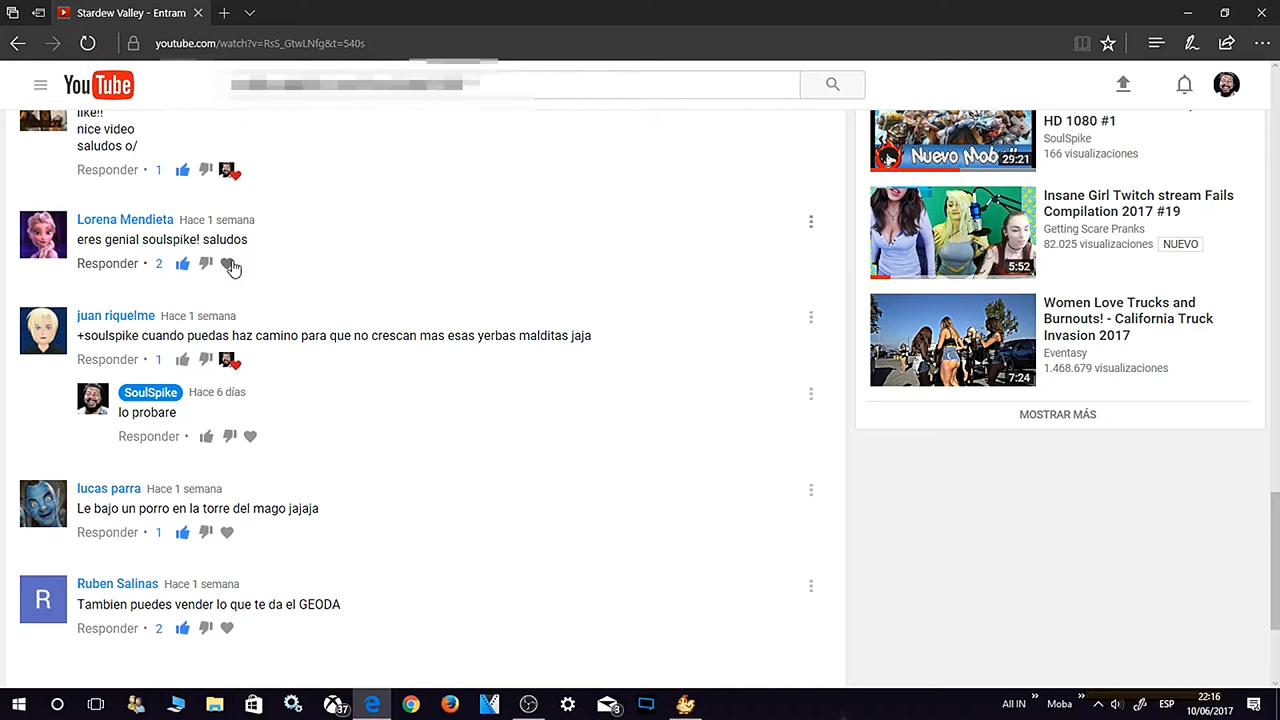 Stardew Valley - Entram
youtube.com/watch?v=RsS_GtwLNfg&t=540s
YouTube
like!!
nice video
saludos o/
Responder • 1
Lorena Mendieta Hace 1 semana
eres genial soulspike! saludos
Responder • 2
juan riquelme Hace 1 semana
+soulspike cuando puedas haz camino para que no crescan mas esas yerbas malditas jaja
Responder • 1
SoulSpike Hace 6 días
lo probare
Responder •
lucas parra Hace 1 semana
Le bajo un porro en la torre del mago jajaja
Responder • 1
R
Ruben Salinas Hace 1 semana
Tambien puedes vender lo que te da el GEODA
Responder • 2
Nuevo Mob
29:21
HD 1080 #1
SoulSpike
166 visualizaciones
5:52
Insane Girl Twitch stream Fails
Compilation 2017 #19
Getting Scare Pranks
82.025 visualizaciones NUEVO
7:24
Women Love Trucks and
Burnouts! - California Truck
Invasion 2017
Eventasy
1.468.679 visualizaciones
MOSTRAR MÁS
37
3
All IN » Moba » ESP
22:16
10/06/2017